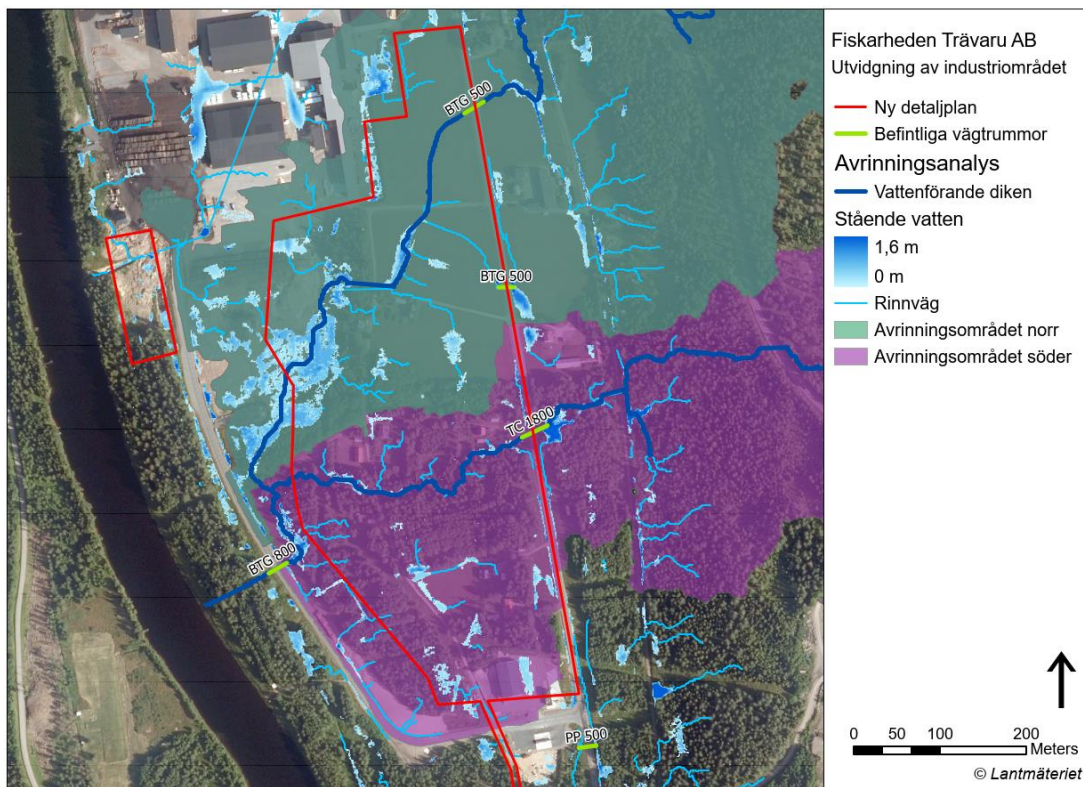 BTG 500
BTG 500
TC 1800
BTG 800
PP 500
Fiskarheden Trävaru AB
Utvidgning av industriområdet
Ny detaljplan
Befintliga vägtrummor
Avrinningsanalys
Vattenförande diken
Stående vatten
1,6 m
0 m
Rinnväg
Avrinningsområdet norr
Avrinningsområdet söder
0 50 100 200
Meters
© Lantmäteriet